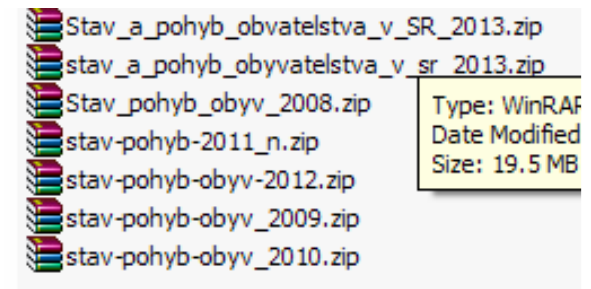 Stav_a_pohyb_obvatelstva_v_SR_2013.zip
stav_a_pohyb_obyvatelstva_v_sr_2013.zip
Stav_pohyb_obyv_2008.zip
stav-pohyb-2011_n.zip
stav-pohyb-obyv-2012.zip
stav-pohyb-obyv_2009.zip
stav-pohyb-obyv_2010.zip
Type: WinRAR
Date Modified
Size: 19.5 MB